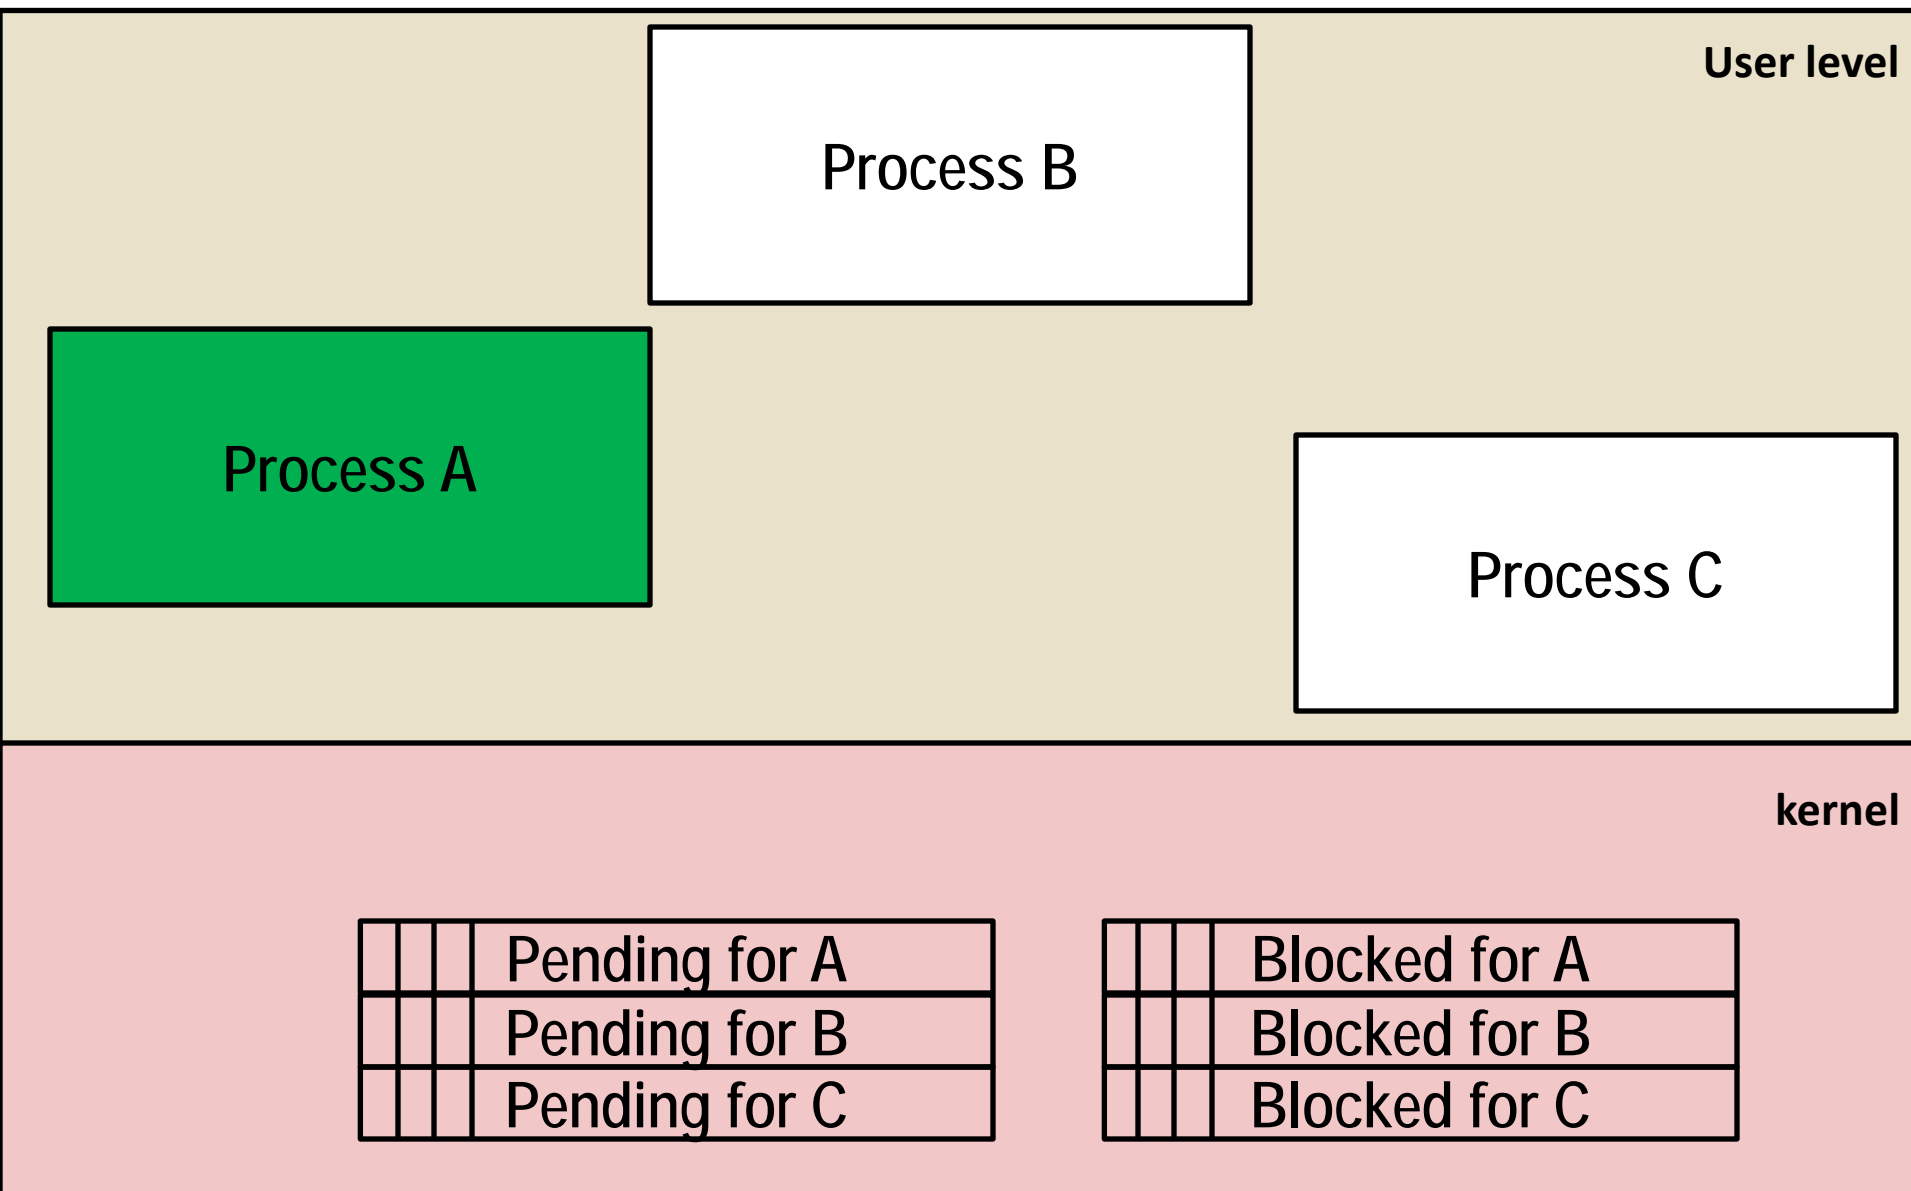 User level
Process B
Process A
Process C
kernel
Pending for A
Blocked for A
Pending for B
Blocked for B
Pending for C
Blocked for C